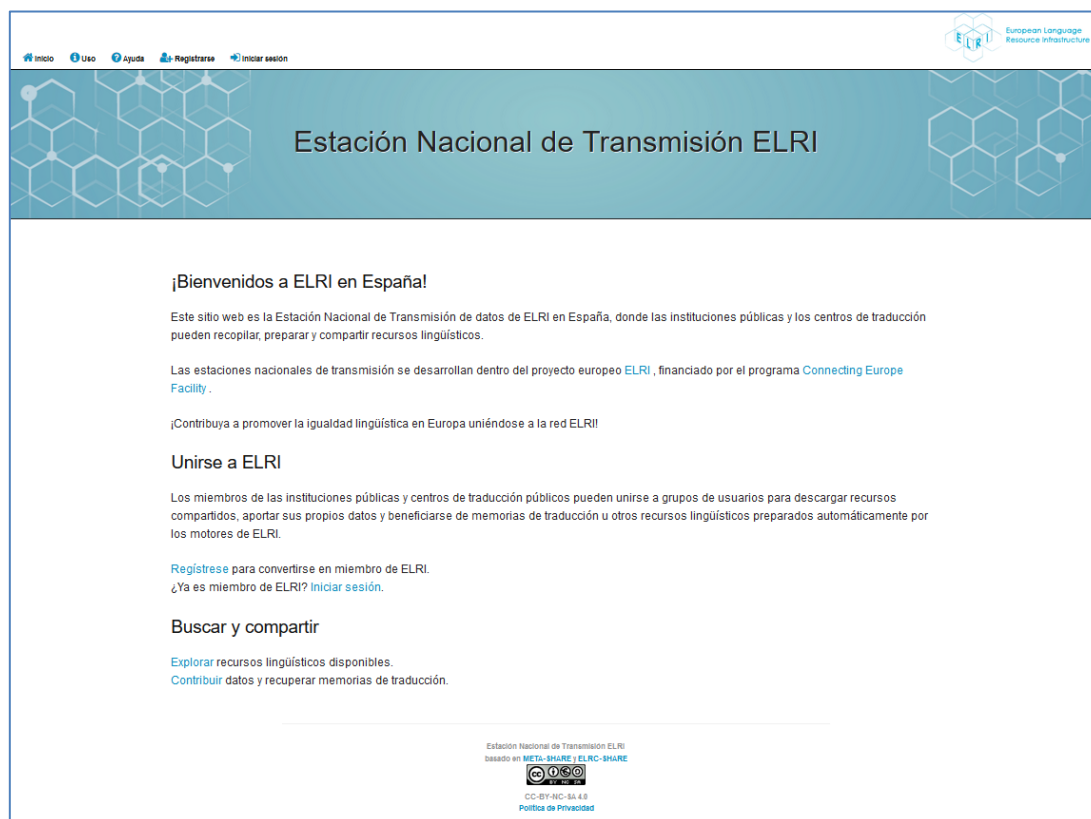 E L R I
European Language
Resource Infrastructure
Inicio Uso Ayuda Registrarse Iniciar sesión
Estación Nacional de Transmisión ELRI
¡Bienvenidos a ELRI en España!
Este sitio web es la Estación Nacional de Transmisión de datos de ELRI en España, donde las instituciones públicas y los centros de traducción
pueden recopilar, preparar y compartir recursos lingüísticos.
Las estaciones nacionales de transmisión se desarrollan dentro del proyecto europeo ELRI , financiado por el programa Connecting Europe
Facility .
¡Contribuya a promover la igualdad lingüística en Europa uniéndose a la red ELRI!
Unirse a ELRI
Los miembros de las instituciones públicas y centros de traducción públicos pueden unirse a grupos de usuarios para descargar recursos
compartidos, aportar sus propios datos y beneficiarse de memorias de traducción u otros recursos lingüísticos preparados automáticamente por
los motores de ELRI.
Regístrese para convertirse en miembro de ELRI.
¿Ya es miembro de ELRI? Iniciar sesión.
Buscar y compartir
Explorar recursos lingüísticos disponibles.
Contribuir datos y recuperar memorias de traducción.
Estación Nacional de Transmisión ELRI
basado en META-SHARE y ELRC-SHARE
cc BY NC SA
CC-BY-NC-SA 4.0
Política de Privacidad